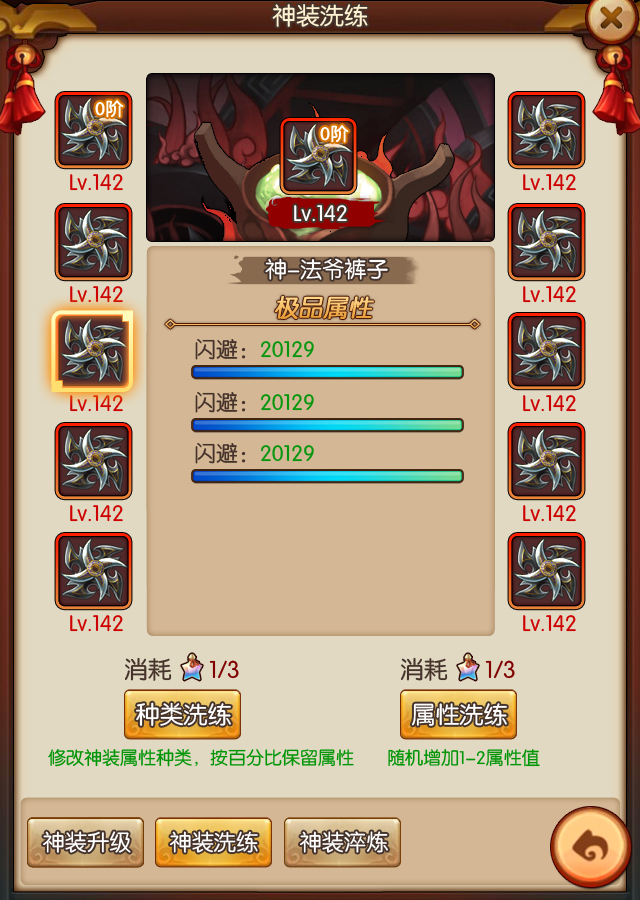 神装洗练
0阶
Lv.142
Lv.142
Lv.142
Lv.142
Lv.142
0阶
Lv.142
神-法爷裤子
极品属性
闪避：20129
闪避：20129
闪避：20129
Lv.142
Lv.142
Lv.142
Lv.142
Lv.142
消耗 1/3
种类洗练
修改神装属性种类，按百分比保留属性
消耗 1/3
属性洗练
随机增加1-2属性值
神装升级
神装洗练
神装淬炼